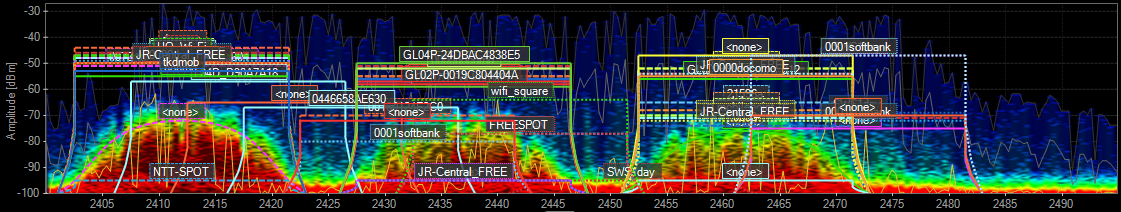 -30
-40
-50
-60
-70
-80
-90
-100
Amplitude [dBm]
<none>
0001softbank
JR-Central_FREE
GL04P-24DBAC4838E5
tkdmob
0000docomo
GL02P-0019C804404A
wifi_square
<none>
0446658AE630
<none>
<none>
<none>
JR-Central_FREE
FREESPOT
0001softbank
NTT-SPOT
JR-Central_FREE
<none>
2405
2410
2415
2420
2425
2430
2435
2440
2445
2450
2455
2460
2465
2470
2475
2480
2485
2490